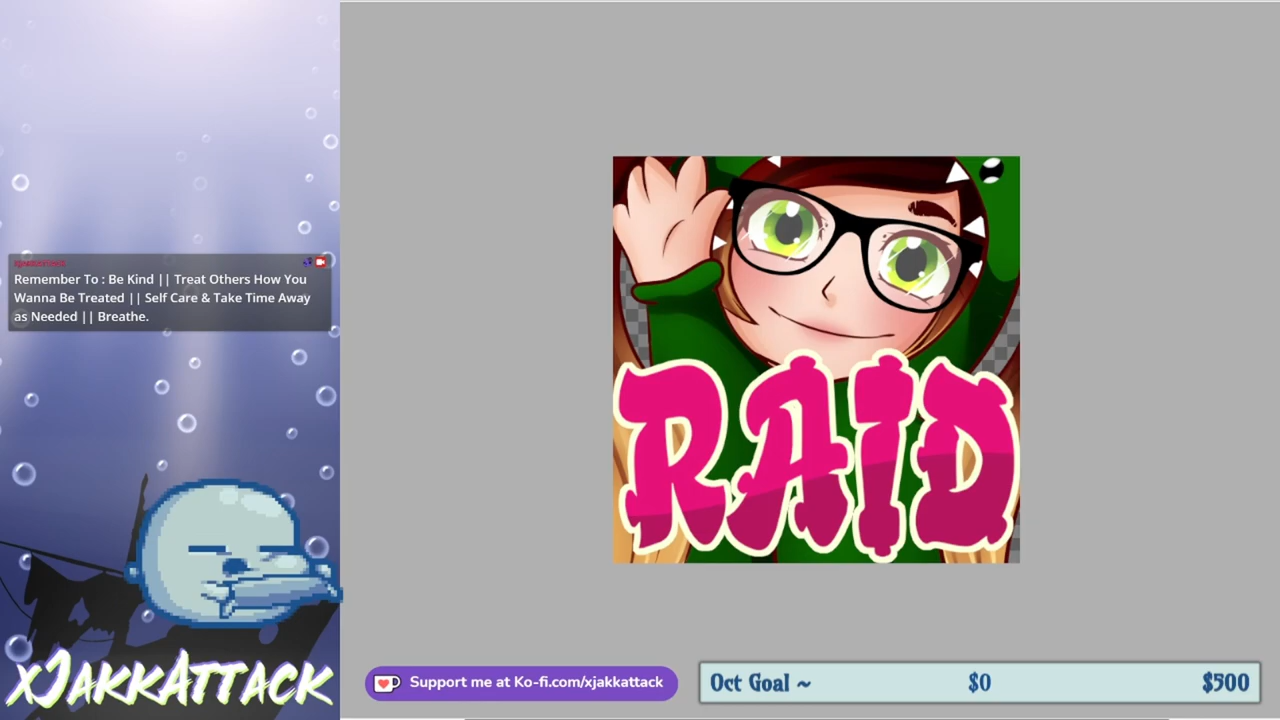 Remember To : Be Kind || Treat Others How You
Wanna Be Treated || Self Care & Take Time Away
as Needed || Breathe.
RAID
xJAKKATTACK
Support me at Ko-fi.com/xjakkattack
Oct Goal ~ $0 $500